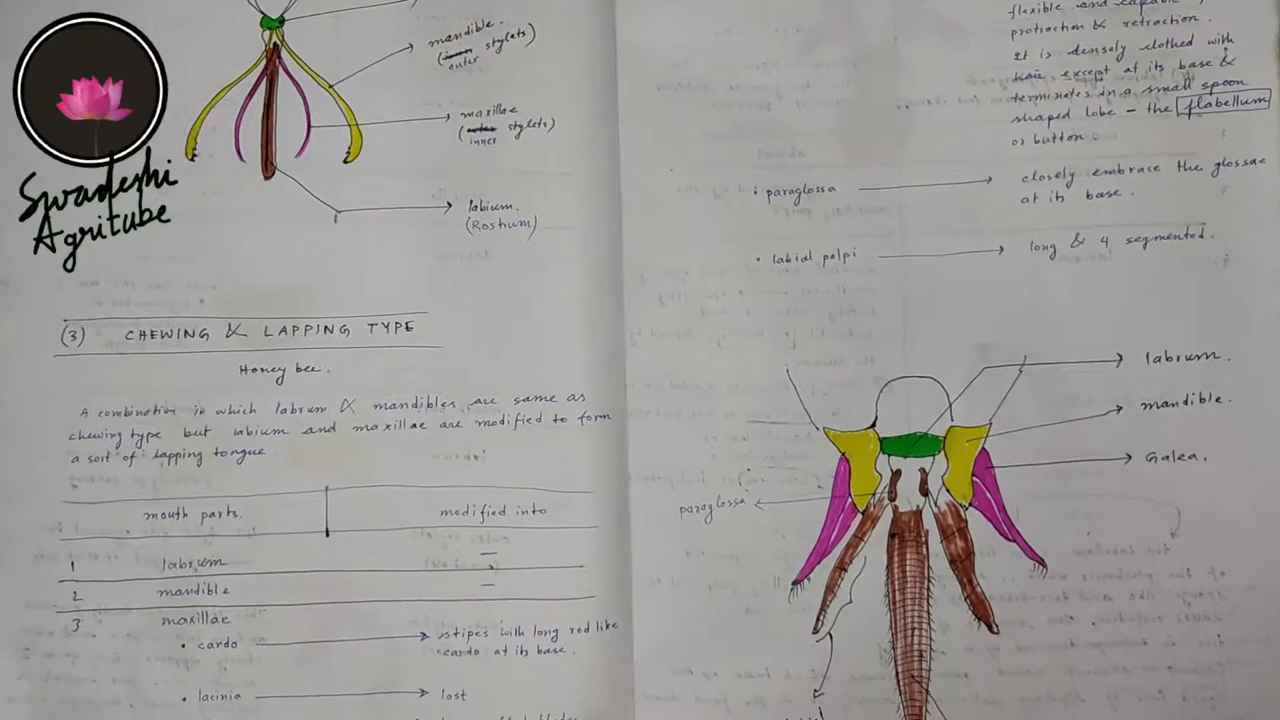 Swadeshi
Agritube
mandible.
(inner stylets)
outer
maxillae
(outer stylets)
inner
labium.
(Rostrum)
(3) CHEWING & LAPPING TYPE
Honey bee.
A combination in which labrum & mandibles are same as
chewing type but labium and maxillae are modified to form
a sort of lapping tongue
mouth parts. modified into
1 labrum —
2 mandible —
3 maxillae
• cardo stipes with long rod like
cardo at its base.
• lacinia lost
flexible and capable
protraction & retraction.
It is densely clothed with
hair except at its base &
terminates in a small spoon
shaped lobe - the flabellum
or button.
• paraglossa closely embrace the glossae
at its base.
• labial palpi long & 4 segmented.
labrum.
mandible.
Galea.
paraglossa